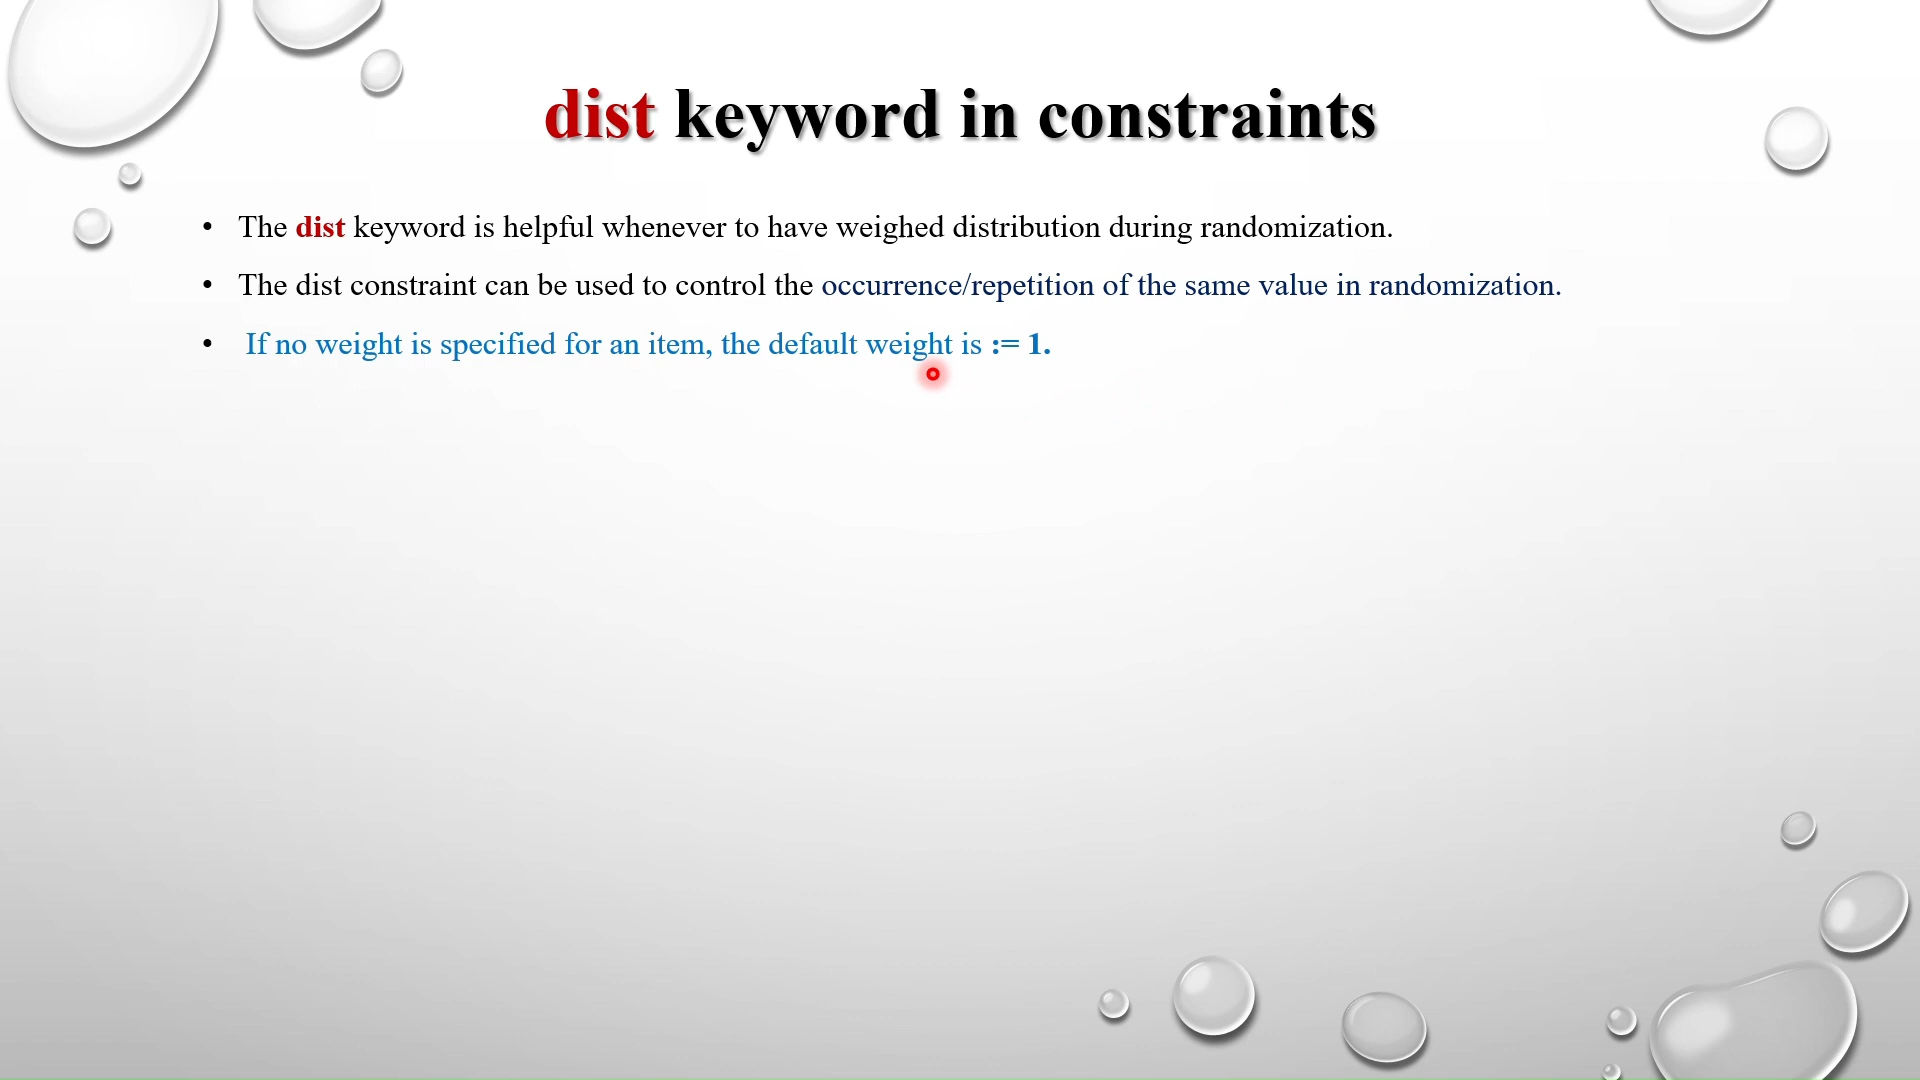 dist keyword in constraints
• The dist keyword is helpful whenever to have weighed distribution during randomization.
• The dist constraint can be used to control the occurrence/repetition of the same value in randomization.
• If no weight is specified for an item, the default weight is := 1.